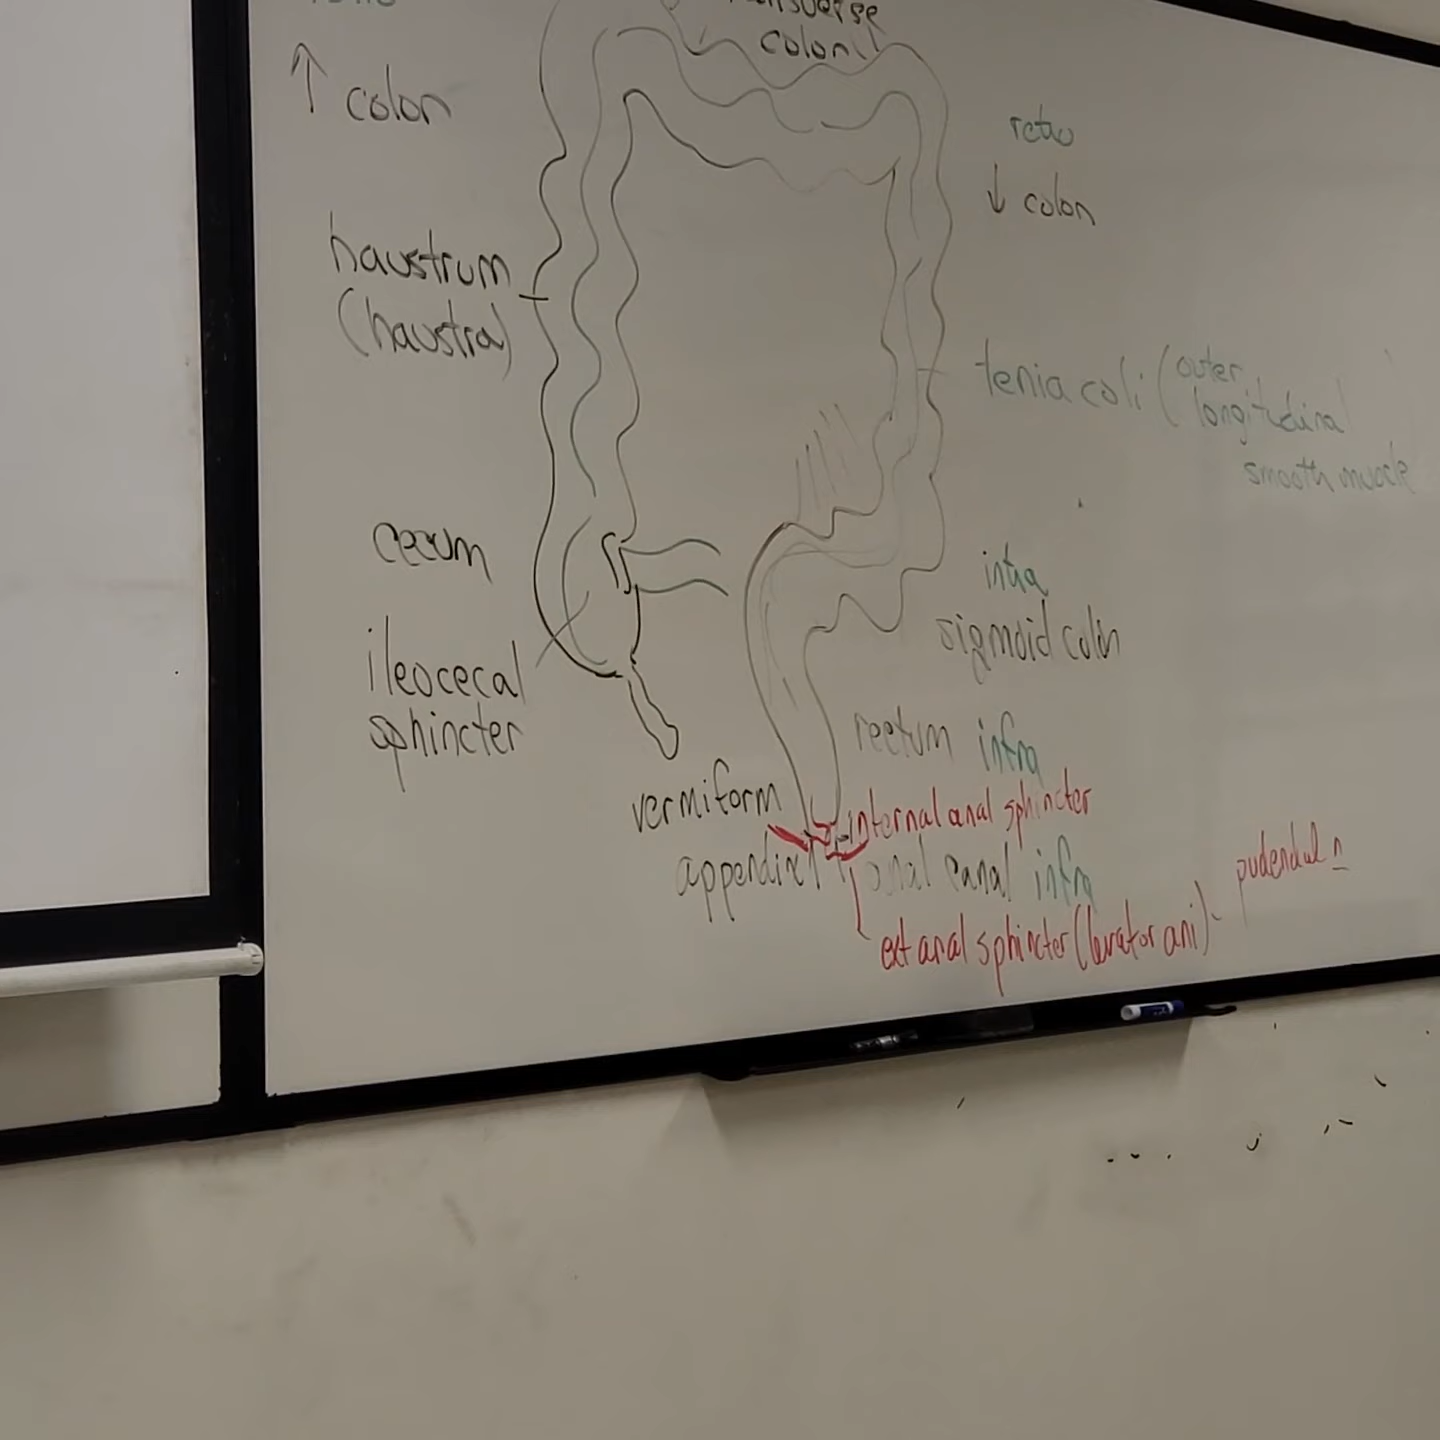 colon
↑ colon
retro
↓ colon
haustrum
(haustra)
tenia coli (outer
longitudinal
smooth muscle
cecum
ileocecal
sphincter
intra
sigmoid colon
rectum infra
vermiform
appendix
internal anal sphincter
anal canal infra
ext anal sphincter (levator ani)
pudendal n